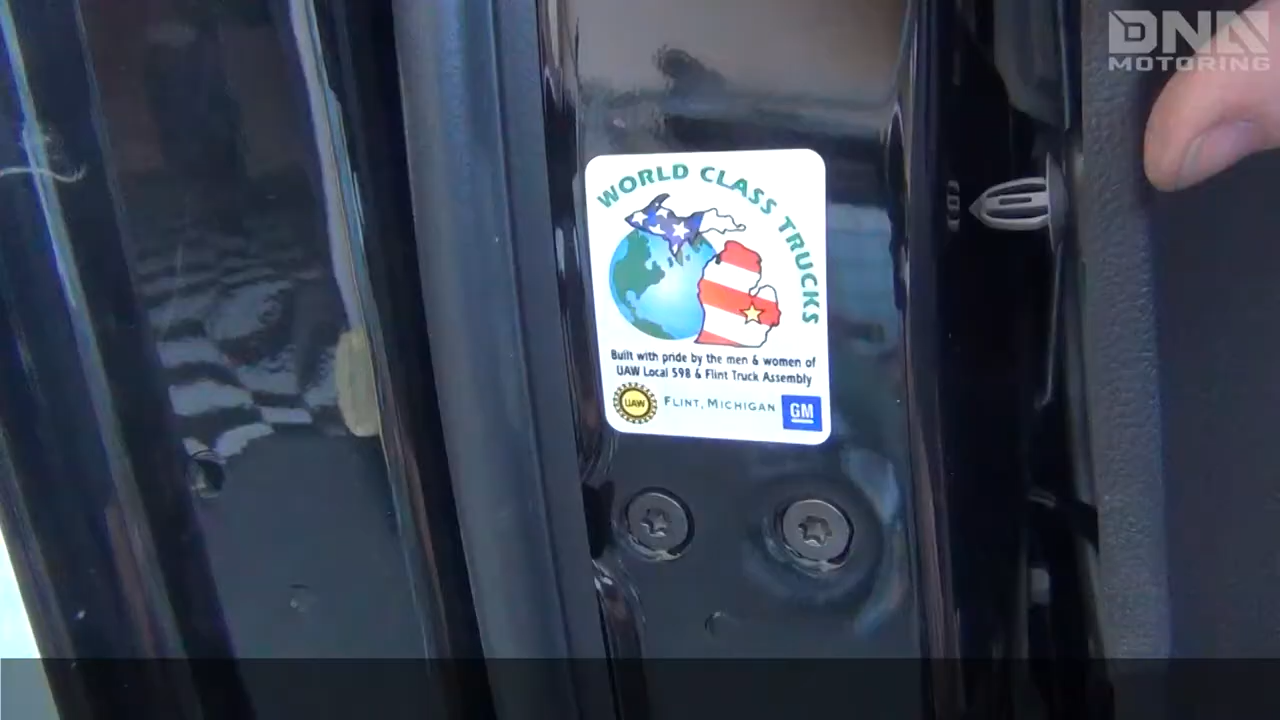 DNA
MOTORING
WORLD CLASS TRUCKS
Built with pride by the men & women of
UAW Local 598 & Flint Truck Assembly
UAW
FLINT, MICHIGAN
GM